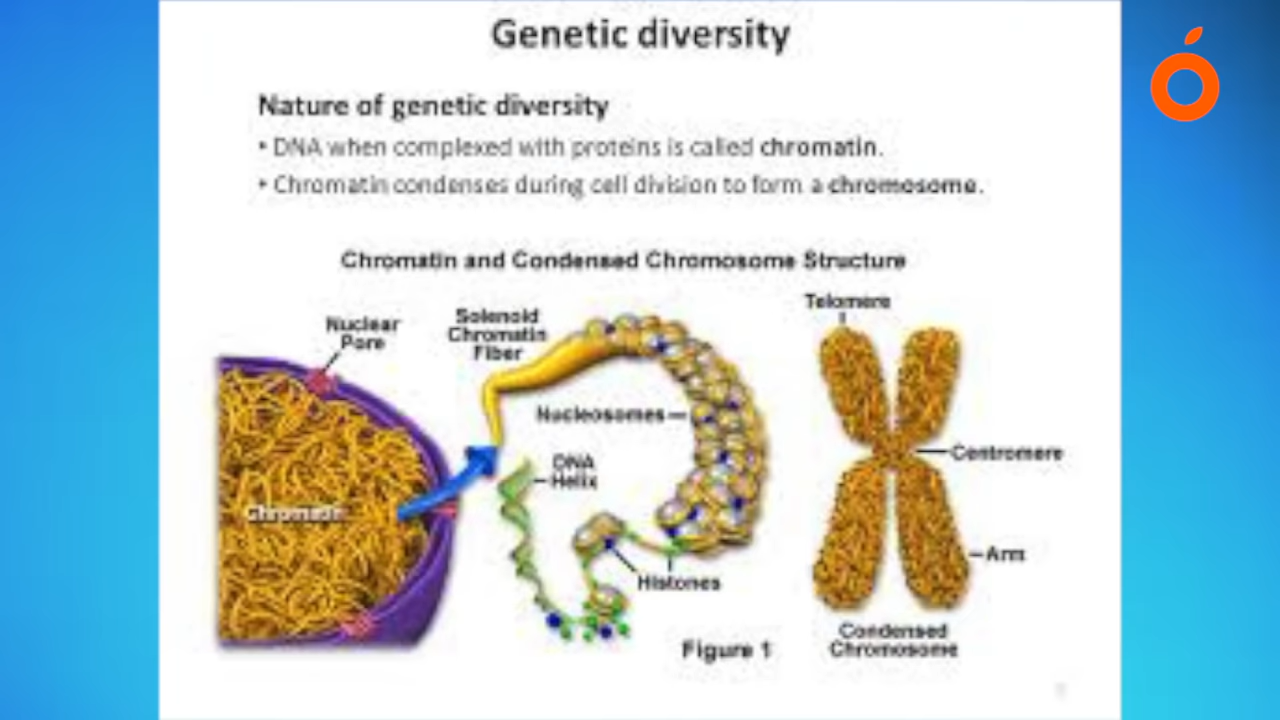 Genetic diversity
Nature of genetic diversity
• DNA when complexed with proteins is called chromatin.
• Chromatin condenses during cell division to form a chromosome.
Chromatin and Condensed Chromosome Structure
Telomere
Nuclear
Pore
Solenoid
Chromatin
Fiber
Nucleosomes
Centromere
DNA
Helix
Chromatin
Arm
Histones
Condensed
Chromosome
Figure 1